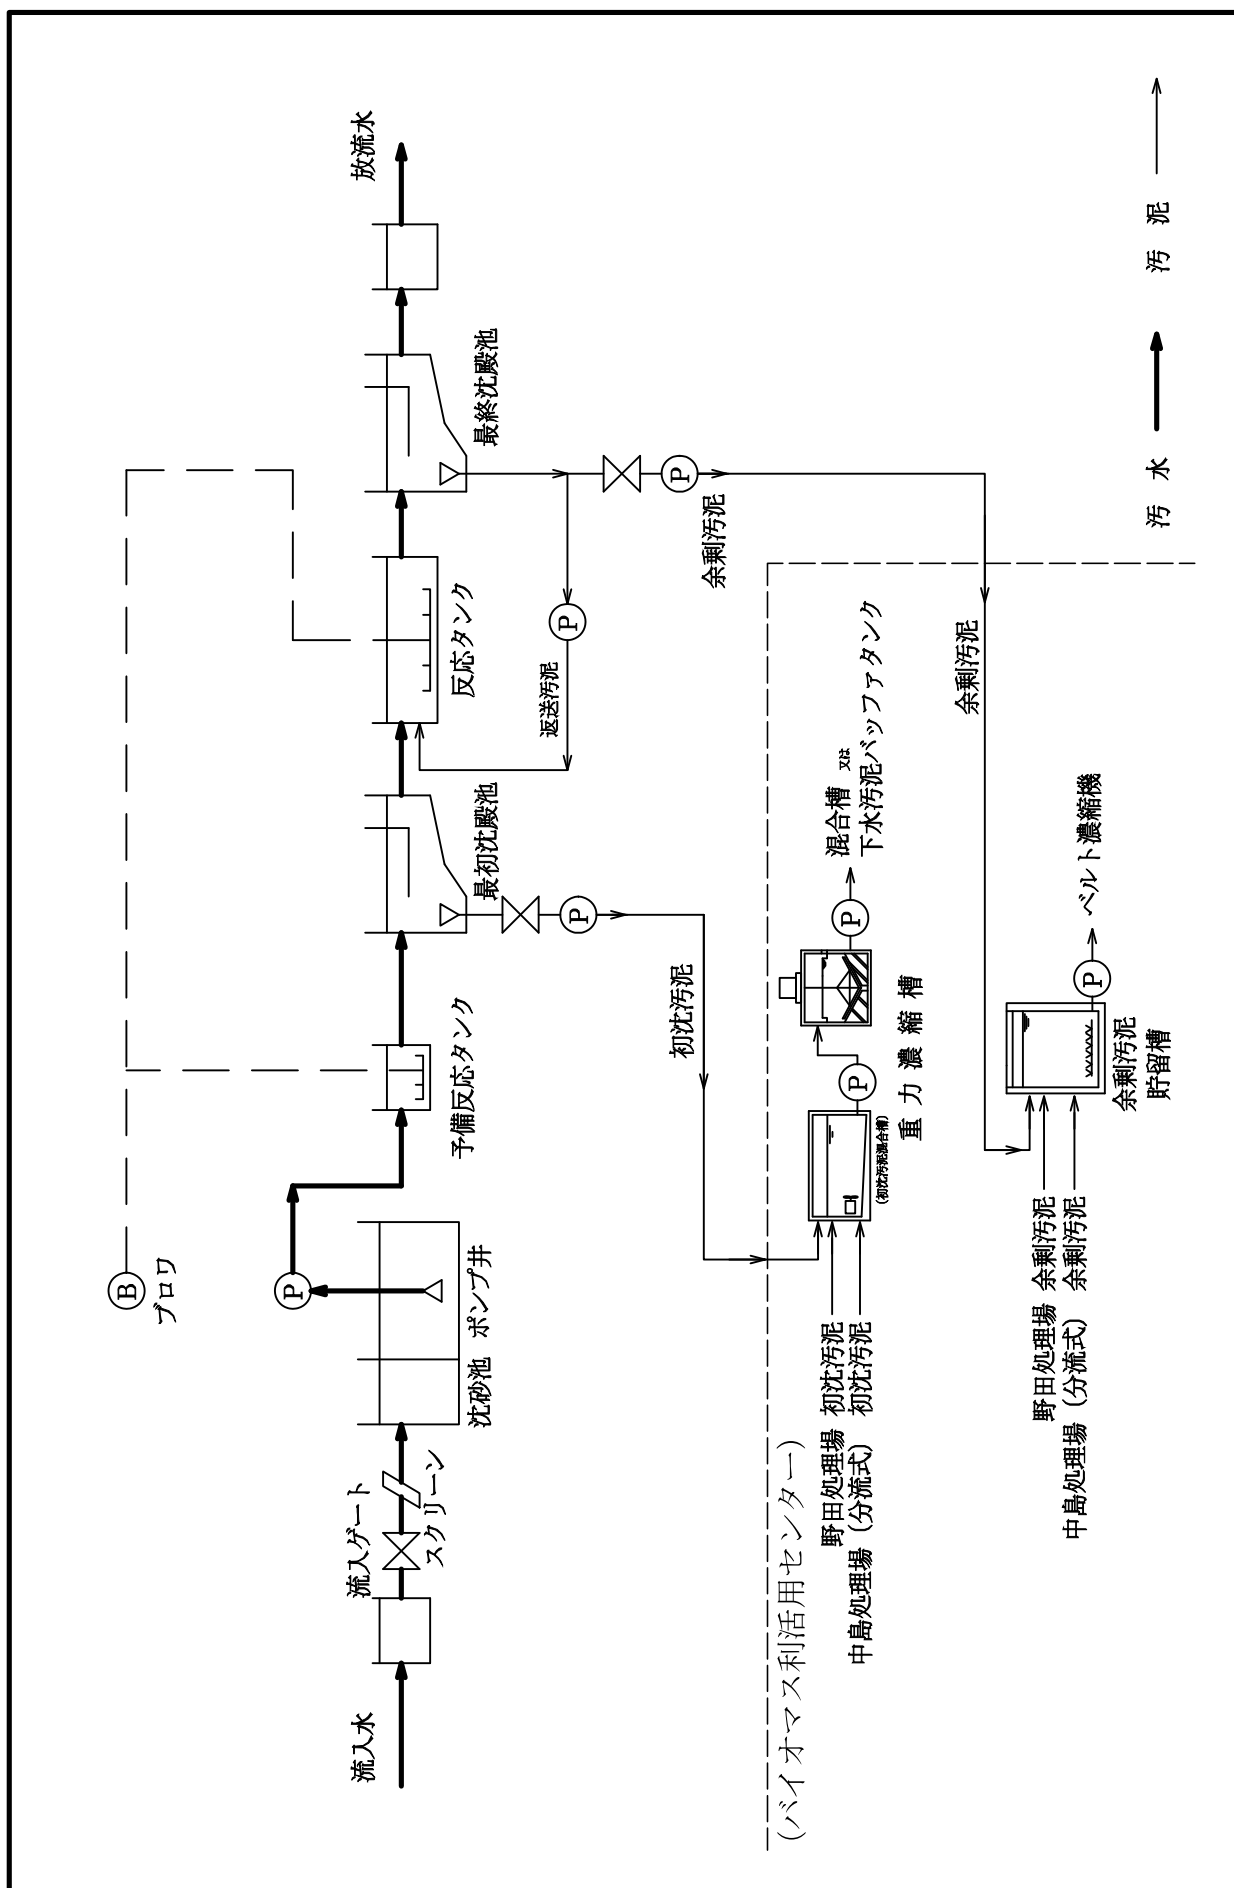 流入水
流入ゲート
スクリーン
沈砂池
ポンプ井
P
B
ブロワ
予備反応タンク
最初沈殿池
反応タンク
最終沈殿池
放流水
P
返送汚泥
P
余剰汚泥
P
初沈汚泥
余剰汚泥
(バイオマス利活用センター)
野田処理場 初沈汚泥
中島処理場 (分流式) 初沈汚泥
(初沈汚泥混合槽)
P
重力濃縮槽
P
混合槽 又は
下水汚泥バッファタンク
野田処理場 余剰汚泥
中島処理場 (分流式) 余剰汚泥
余剰汚泥
貯留槽
P
ベルト濃縮機
汚水
汚泥